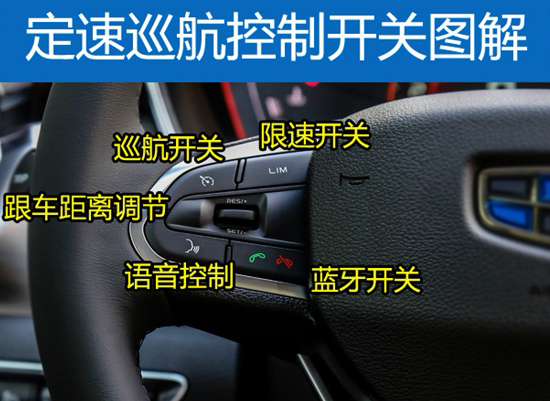 定速巡航控制开关图解
巡航开关
限速开关
LIM
跟车距离调节
RES/+
SET/-
语音控制
蓝牙开关